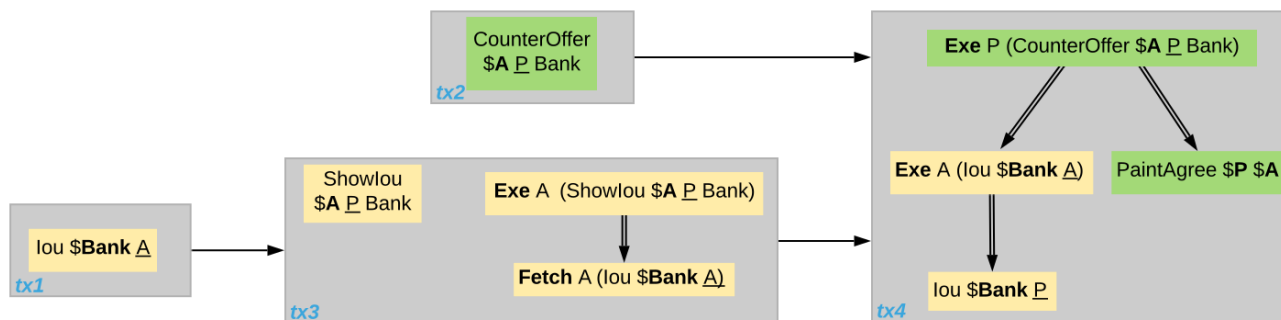 CounterOffer
$A P Bank
tx2
Exe P (CounterOffer $A P Bank)
Exe A (Iou $Bank A)
PaintAgree $P $A
Iou $Bank P
tx4
ShowIou
$A P Bank
Exe A (ShowIou $A P Bank)
Fetch A (Iou $Bank A)
tx3
Iou $Bank A
tx1